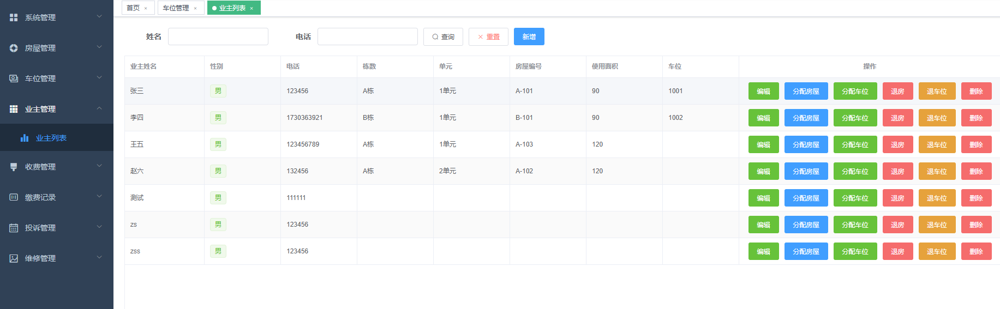 系统管理
房屋管理
车位管理
业主管理
业主列表
收费管理
缴费记录
投诉管理
维修管理
首页 × 车位管理 × 业主列表 ×
姓名 电话 查询 × 重置 新增
业主姓名 性别 电话 栋数 单元 房屋编号 使用面积 车位 操作
张三 男 123456 A栋 1单元 A-101 90 1001 编辑 分配房屋 分配车位 退房 退车位 删除
李四 男 1730363921 B栋 1单元 B-101 90 1002 编辑 分配房屋 分配车位 退房 退车位 删除
王五 男 123456789 A栋 1单元 A-103 120 编辑 分配房屋 分配车位 退房 退车位 删除
赵六 男 132456 A栋 2单元 A-102 120 编辑 分配房屋 分配车位 退房 退车位 删除
测试 男 111111 编辑 分配房屋 分配车位 退房 退车位 删除
zs 男 123456 编辑 分配房屋 分配车位 退房 退车位 删除
zss 男 123456 编辑 分配房屋 分配车位 退房 退车位 删除